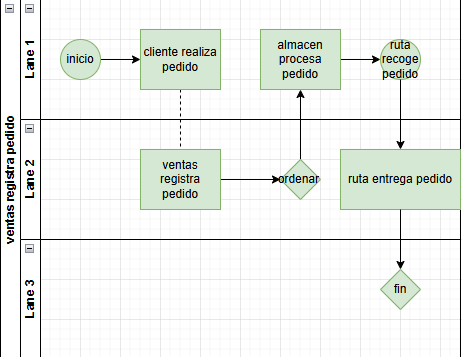 ventas registra pedido
Lane 1
inicio
cliente realiza
pedido
almacen
procesa
pedido
ruta
recoge
pedido
Lane 2
ventas
registra
pedido
ordenar
ruta entrega pedido
Lane 3
fin